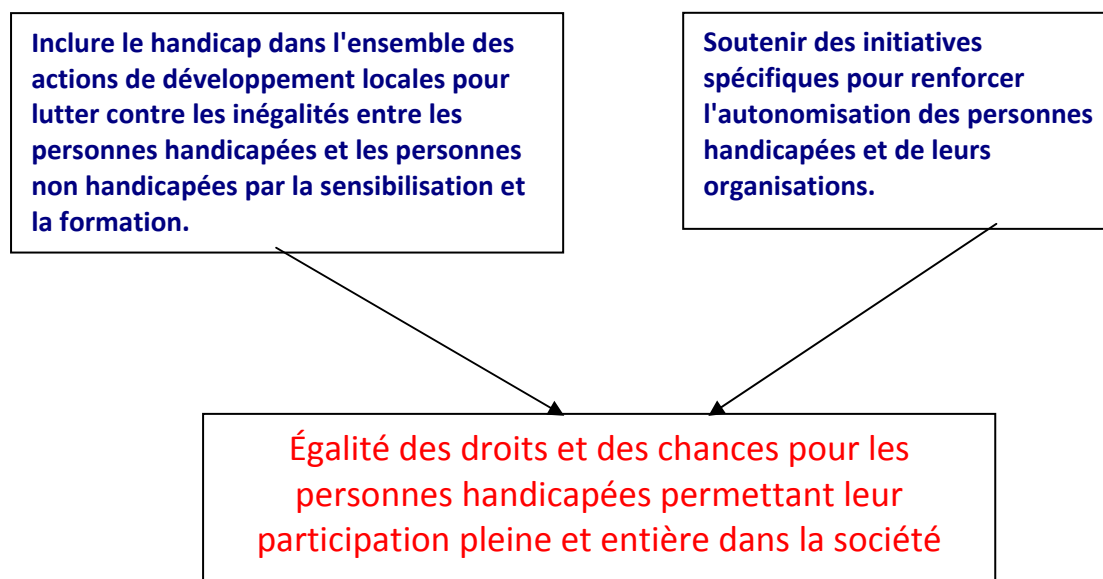 Inclure le handicap dans l'ensemble des
actions de développement locales pour
lutter contre les inégalités entre les
personnes handicapées et les personnes
non handicapées par la sensibilisation et
la formation.
Soutenir des initiatives
spécifiques pour renforcer
l'autonomisation des personnes
handicapées et de leurs
organisations.
Égalité des droits et des chances pour les
personnes handicapées permettant leur
participation pleine et entière dans la société